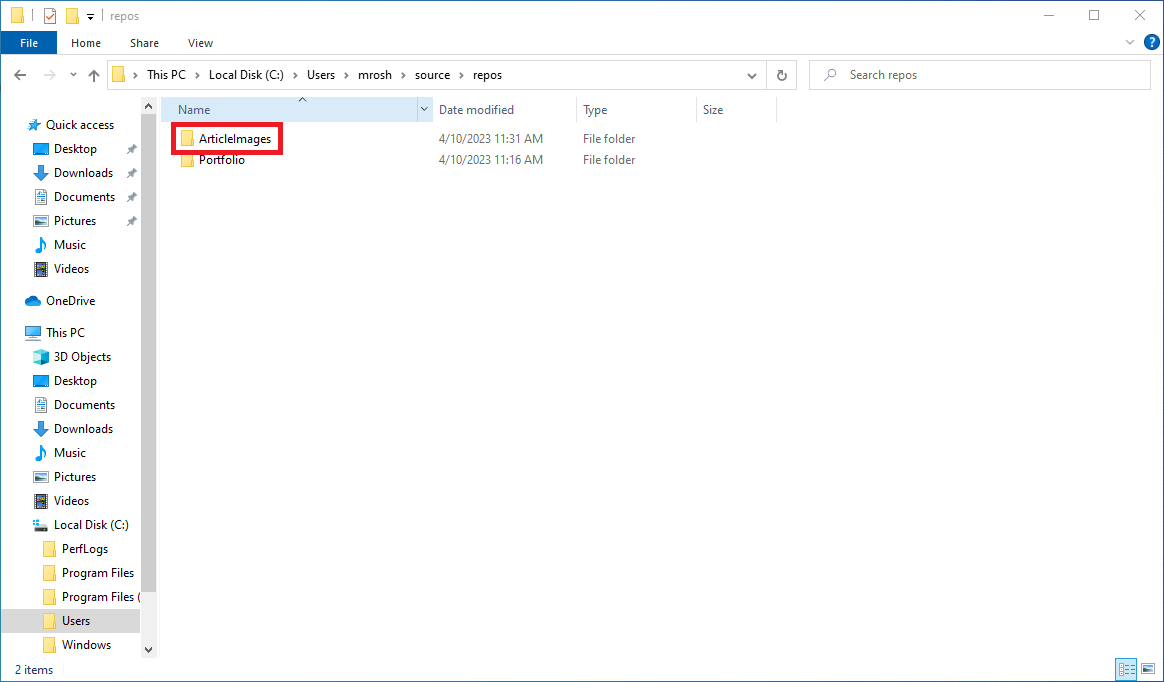 repos
File Home Share View ?
This PC Local Disk (C:) Users mrosh source repos Search repos
Name Date modified Type Size
ArticleImages 4/10/2023 11:31 AM File folder
Portfolio 4/10/2023 11:16 AM File folder
Quick access
Desktop
Downloads
Documents
Pictures
Music
Videos
OneDrive
This PC
3D Objects
Desktop
Documents
Downloads
Music
Pictures
Videos
Local Disk (C:)
PerfLogs
Program Files
Program Files (
Users
Windows
2 items